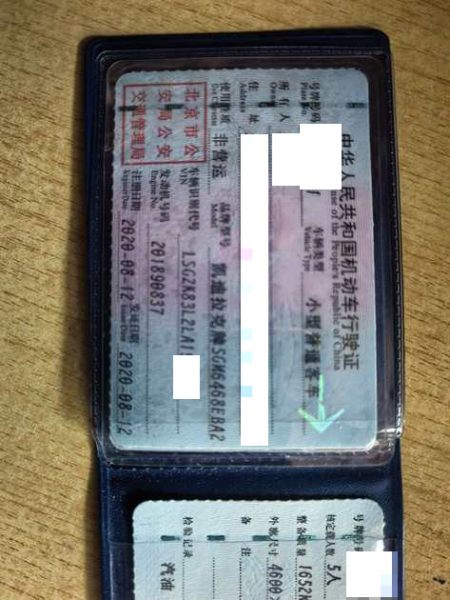 中华人民共和国机动车行驶证
Vehicle License of the People's Republic of China
号牌号码
Plate No.
车辆类型 小型普通客车
Vehicle Type
所有人
Owner
住址
Address
使用性质 非营运
Use Character
品牌型号 凯迪拉克牌SGM6468EBA2
Model
北京市公
安局公安
交通管理局
车辆识别代号 LSGZK83L2LA1
VIN
发动机号码 201890837
Engine No.
注册日期 2020-08-12
Register Date
发证日期 2020-08-12
Issue Date
号牌号码
核定载人数 5人
整备质量 1652K
外廓尺寸 4600×
备注
汽油
检验记录